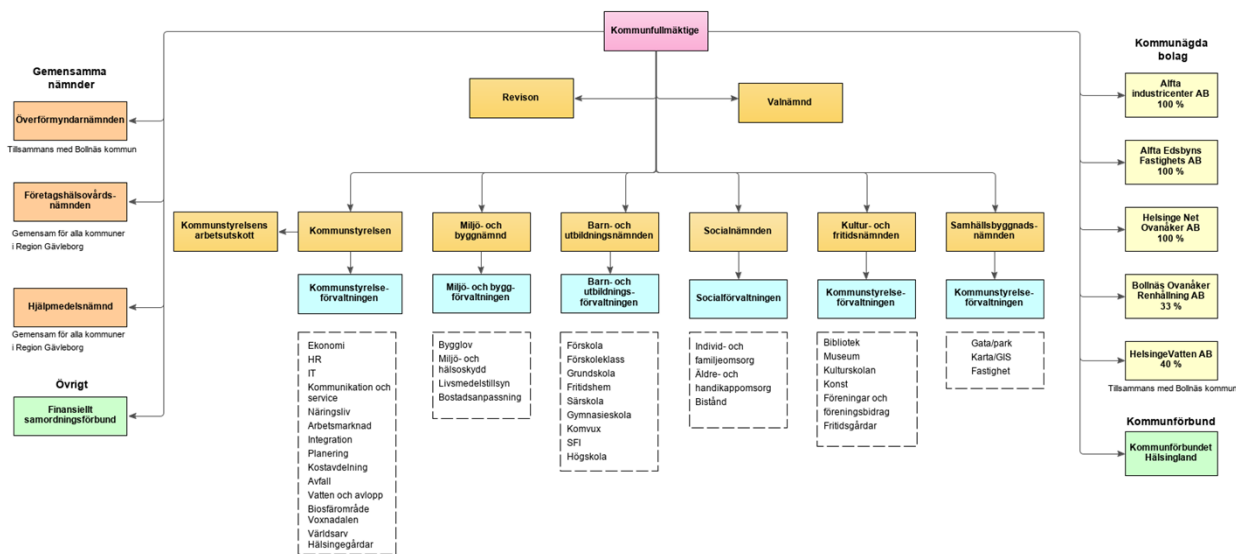 Kommunfullmäktige
Revison
Valnämnd
Gemensamma
nämnder
Överförmyndarnämnden
Tillsammans med Bollnäs kommun
Företagshälsovårds-
nämnden
Gemensam för alla kommuner
i Region Gävleborg
Hjälpmedelsnämnd
Gemensam för alla kommuner
i Region Gävleborg
Övrigt
Finansiellt
samordningsförbund
Kommunstyrelsens
arbetsutskott
Kommunstyrelsen
Kommunstyrelse-
förvaltningen
Ekonomi
HR
IT
Kommunikation och
service
Näringsliv
Arbetsmarknad
Integration
Planering
Kostavdelning
Avfall
Vatten och avlopp
Biosfärområde
Voxnadalen
Världsarv
Hälsingegårdar
Miljö- och
byggnämnd
Miljö- och bygg-
förvaltningen
Bygglov
Miljö- och
hälsoskydd
Livsmedelstillsyn
Bostadsanpassning
Barn- och
utbildningsnämnden
Barn- och
utbildnings-
förvaltningen
Förskola
Förskoleklass
Grundskola
Fritidshem
Särskola
Gymnasieskola
Komvux
SFI
Högskola
Socialnämnden
Socialförvaltningen
Individ- och
familjeomsorg
Äldre- och
handikappomsorg
Bistånd
Kultur- och
fritidsnämnden
Kommunstyrelse-
förvaltningen
Bibliotek
Museum
Kulturskolan
Konst
Föreningar och
föreningsbidrag
Fritidsgårdar
Samhällsbyggnads-
nämnden
Kommunstyrelse-
förvaltningen
Gata/park
Karta/GIS
Fastighet
Kommunägda
bolag
Alfta
industricenter AB
100 %
Alfta Edsbyns
Fastighets AB
100 %
Helsinge Net
Ovanåker AB
100 %
Bollnäs Ovanåker
Renhållning AB
33 %
HelsingeVatten AB
40 %
Tillsammans med Bollnäs kommun
Kommunförbund
Kommunförbundet
Hälsingland